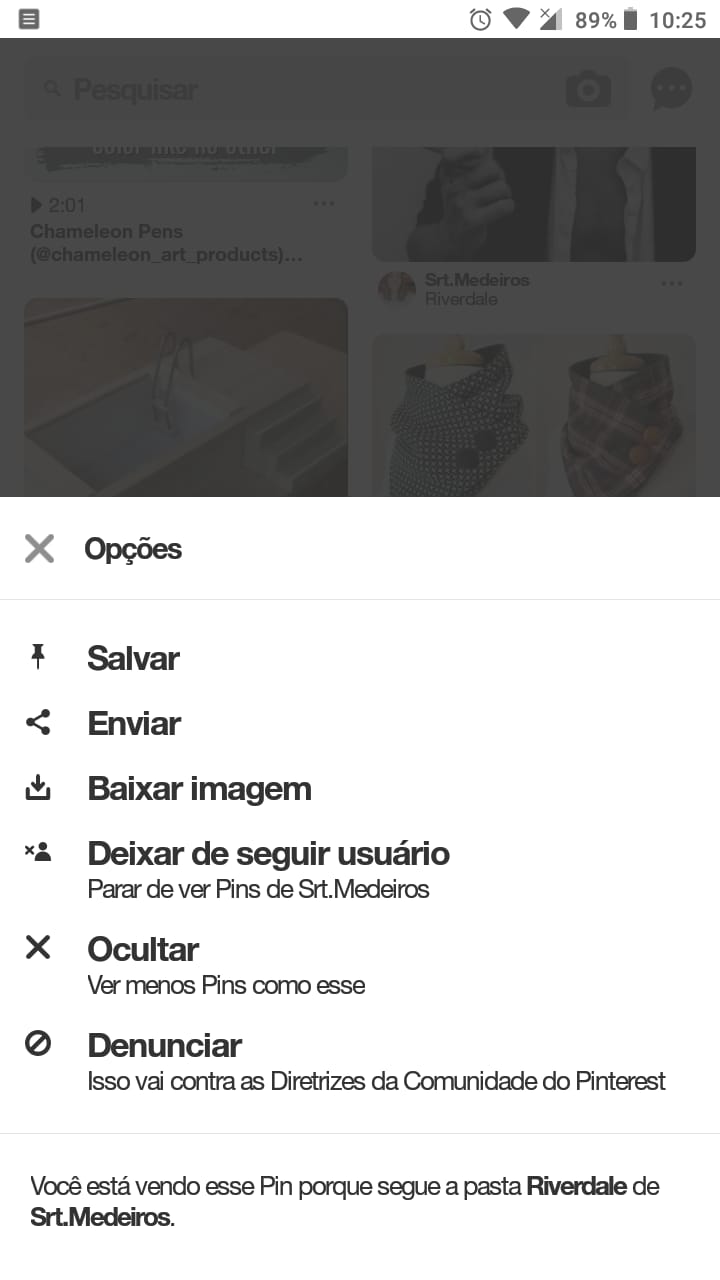 89% 10:25
Pesquisar
color like no other
2:01
Chameleon Pens
(@chameleon_art_products)...
Srt.Medeiros
Riverdale
Opções
Salvar
Enviar
Baixar imagem
Deixar de seguir usuário
Parar de ver Pins de Srt.Medeiros
Ocultar
Ver menos Pins como esse
Denunciar
Isso vai contra as Diretrizes da Comunidade do Pinterest
Você está vendo esse Pin porque segue a pasta Riverdale de
Srt.Medeiros.